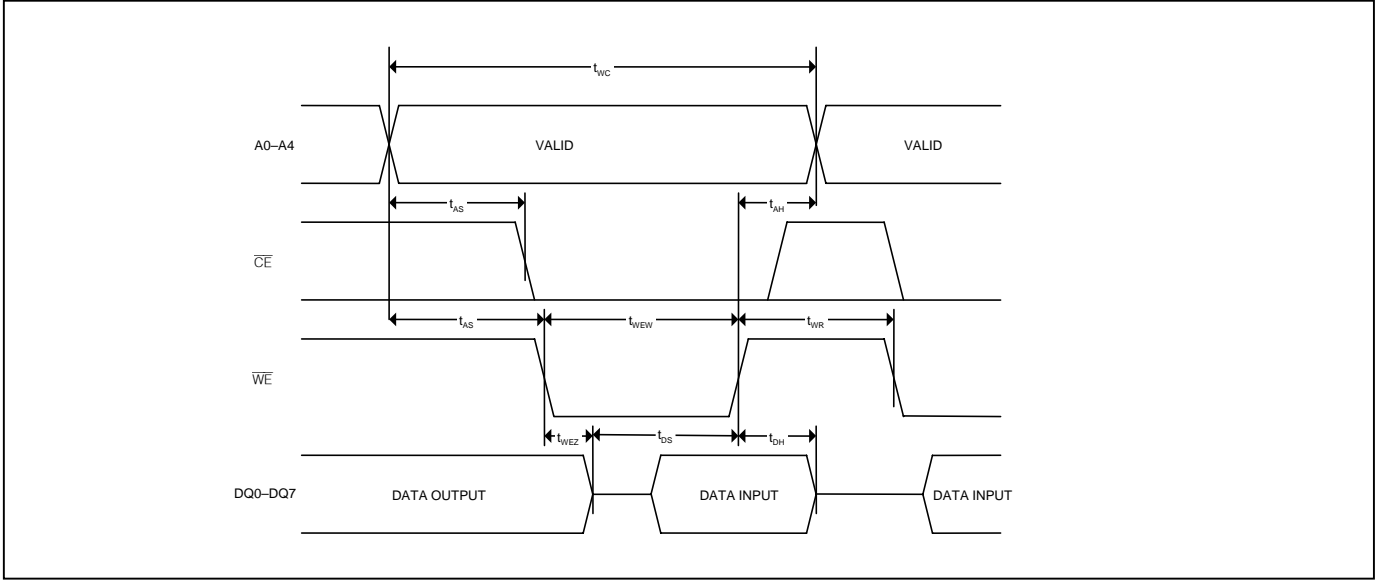 tWC
A0–A4
VALID
VALID
tAS
tAH
CE
tAS
tWEW
tWR
WE
tWEZ
tDS
tDH
DQ0–DQ7
DATA OUTPUT
DATA INPUT
DATA INPUT